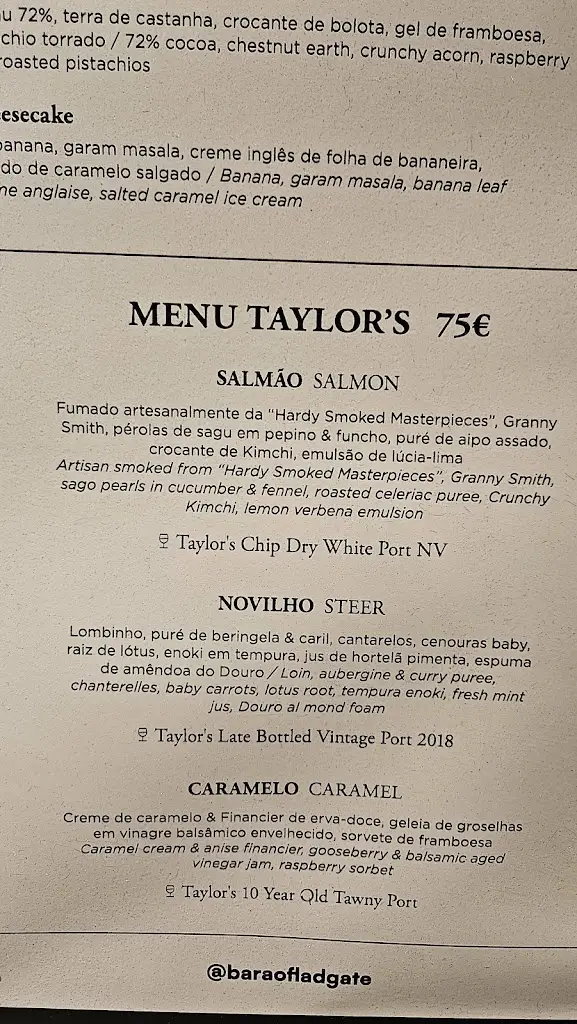 72%, terra de castanha, crocante de bolota, gel de framboesa,
torrado / 72% cocoa, chestnut earth, crunchy acorn, raspberry
roasted pistachios
banana, garam masala, creme inglês de folha de bananeira,
de caramelo salgado / Banana, garam masala, banana leaf
anglaise, salted caramel ice cream
MENU TAYLOR'S 75€
SALMÃO SALMON
Fumado artesanalmente da "Hardy Smoked Masterpieces", Granny
Smith, pérolas de sagu em pepino & funcho, puré de aipo assado,
crocante de Kimchi, emulsão de lúcia-lima
Artisan smoked from "Hardy Smoked Masterpieces", Granny Smith,
sago pearls in cucumber & fennel, roasted celeriac puree, Crunchy
Kimchi, lemon verbena emulsion
Taylor's Chip Dry White Port NV
NOVILHO STEER
Lombinho, puré de beringela & caril, cantarelos, cenouras baby,
raiz de lótus, enoki em tempura, jus de hortelã pimenta, espuma
de amêndoa do Douro / Loin, aubergine & curry puree,
chanterelles, baby carrots, lotus root, tempura enoki, fresh mint
jus, Douro al mond foam
Taylor's Late Bottled Vintage Port 2018
CARAMELO CARAMEL
Creme de caramelo & Financier de erva-doce, geleia de groselhas
em vinagre balsâmico envelhecido, sorvete de framboesa
Caramel cream & anise financier, gooseberry & balsamic aged
vinegar jam, raspberry sorbet
Taylor's 10 Year Old Tawny Port
@baraofladgate